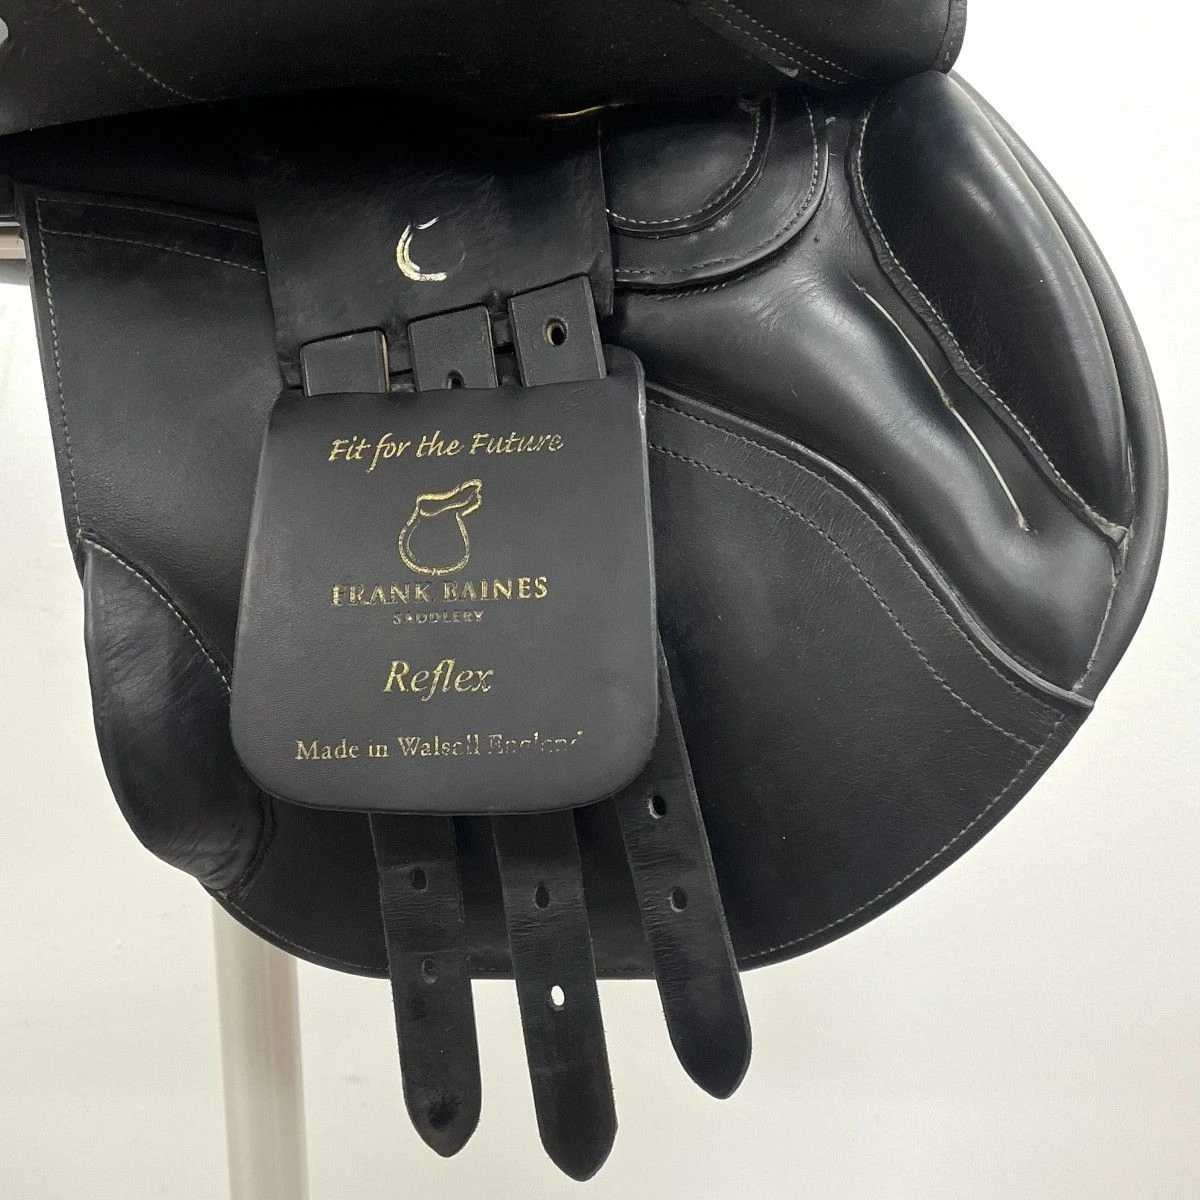 C
Fit for the Future
FRANK BAINES
SADDLERY
Reflex
Made in Walsall England